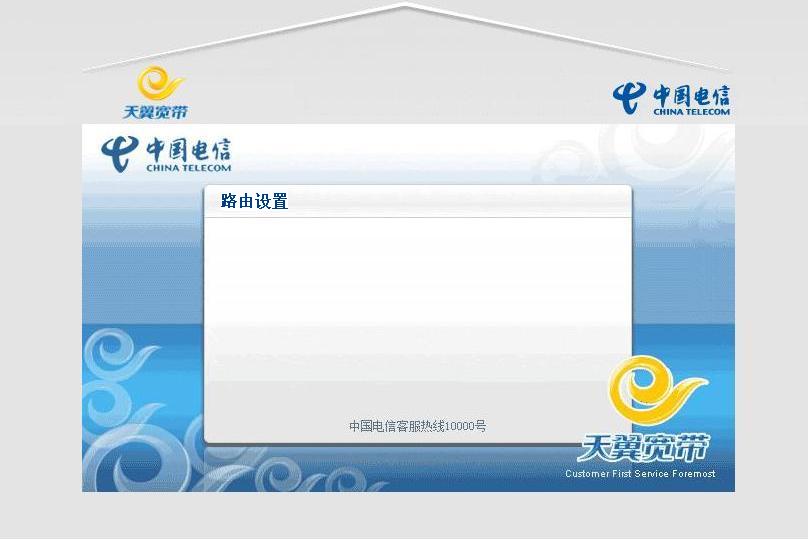 天翼宽带
中国电信
CHINA TELECOM
中国电信
CHINA TELECOM
路由设置
中国电信客服热线10000号
天翼宽带
Customer First Service Foremost